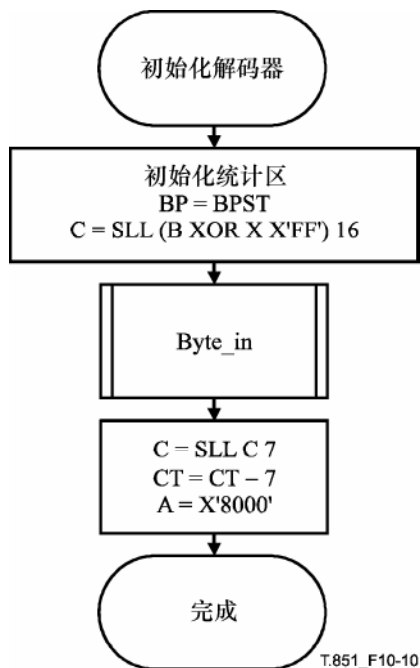 初始化解码器
初始化统计区
BP = BPST
C = SLL (B XOR X X'FF') 16
Byte_in
C = SLL C 7
CT = CT − 7
A = X'8000'
完成
T.851_F10-10